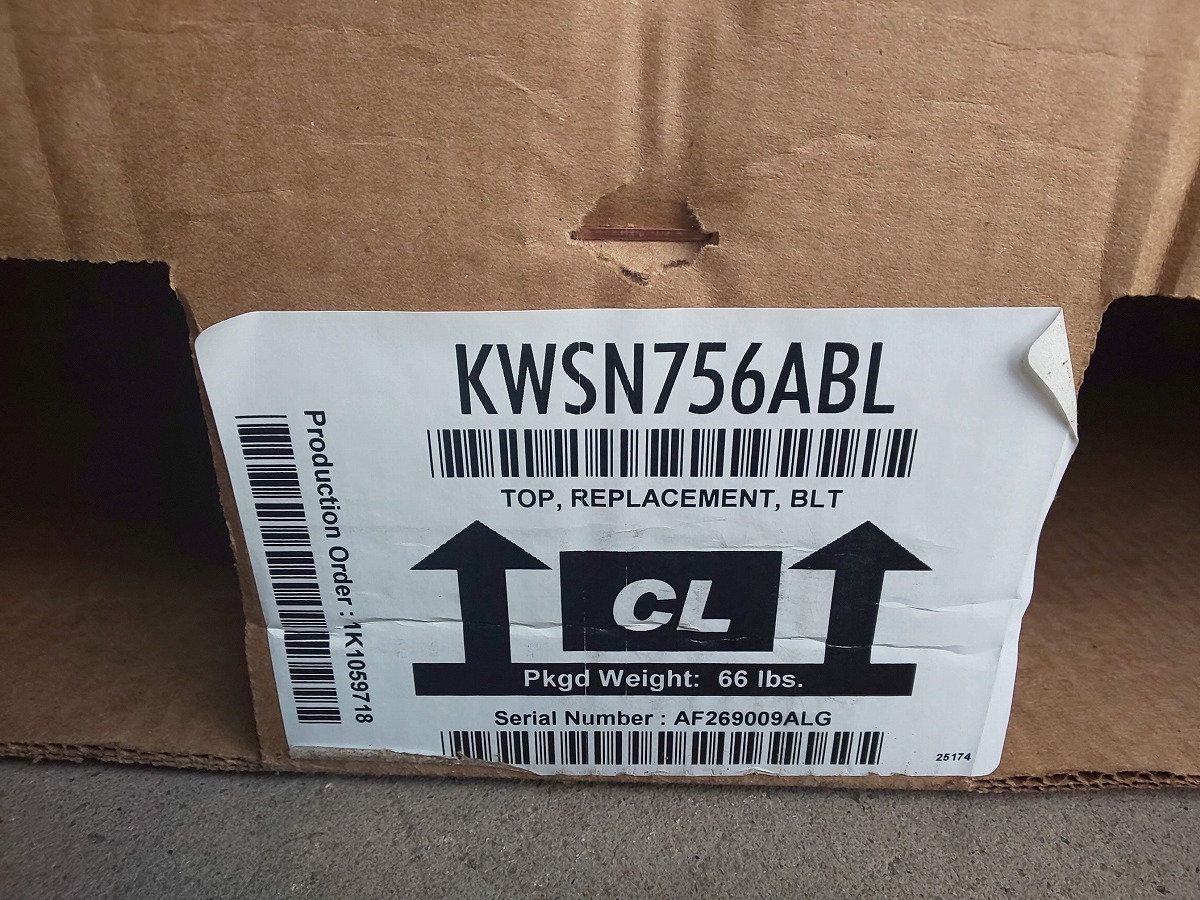 KWSN756ABL
TOP, REPLACEMENT, BLT
Production Order : 1K1059718
CL
Pkgd Weight: 66 lbs.
Serial Number : AF269009ALG
25174